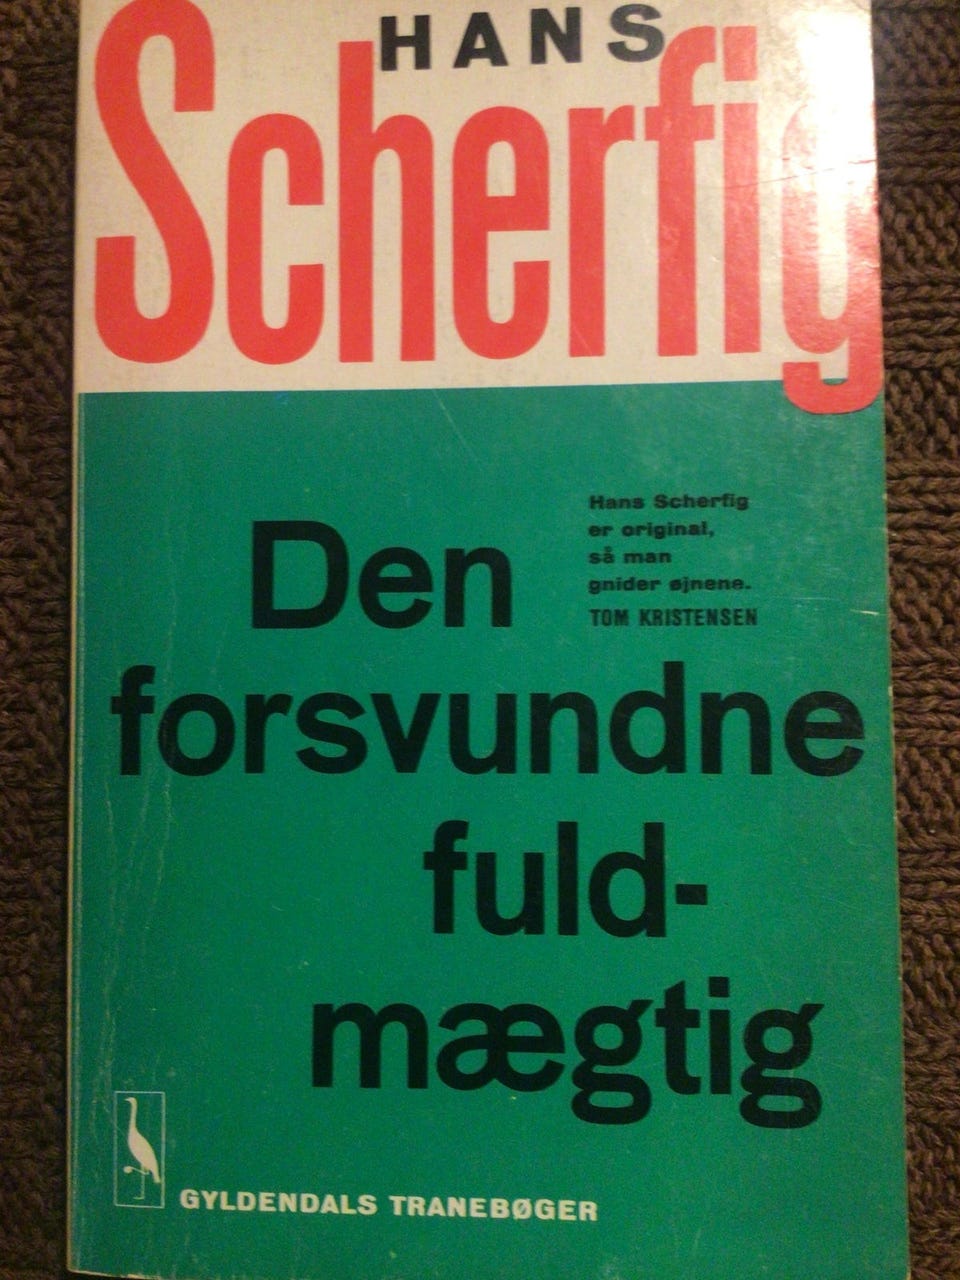 HANS
Scherfig
Hans Scherfig
er original,
så man
gnider øjnene.
TOM KRISTENSEN
Den
forsvundne
fuld-
mægtig
GYLDENDALS TRANEBØGER